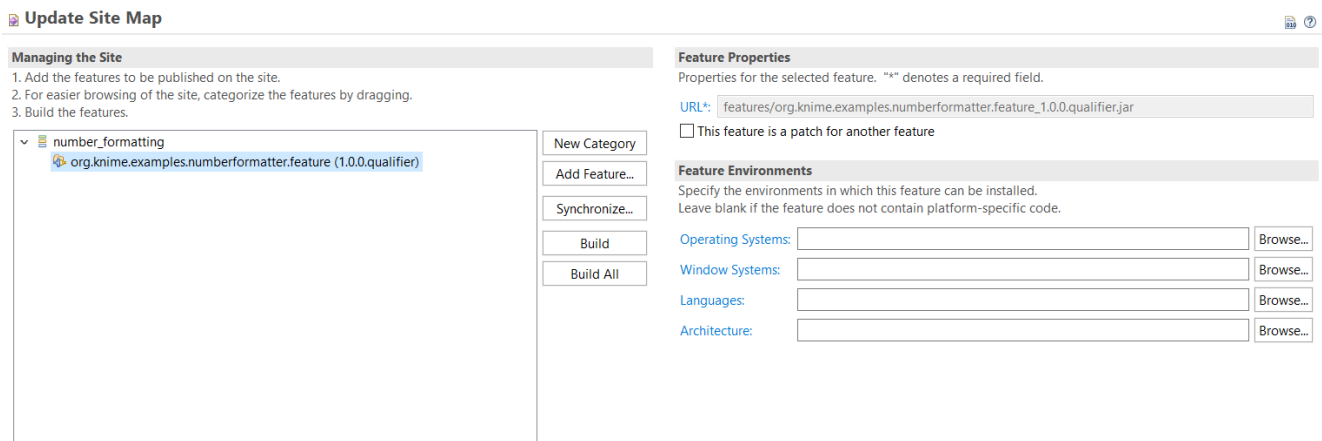 Update Site Map
Managing the Site
1. Add the features to be published on the site.
2. For easier browsing of the site, categorize the features by dragging.
3. Build the features.
number_formatting
org.knime.examples.numberformatter.feature (1.0.0.qualifier)
New Category
Add Feature...
Synchronize...
Build
Build All
Feature Properties
Properties for the selected feature. "*" denotes a required field.
URL*: features/org.knime.examples.numberformatter.feature_1.0.0.qualifier.jar
This feature is a patch for another feature
Feature Environments
Specify the environments in which this feature can be installed.
Leave blank if the feature does not contain platform-specific code.
Operating Systems: Browse...
Window Systems: Browse...
Languages: Browse...
Architecture: Browse...